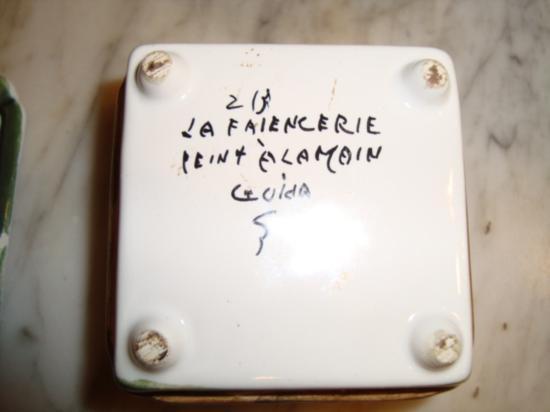 LA FAIENCERIE
PEINT À LA MAIN
GUIDA